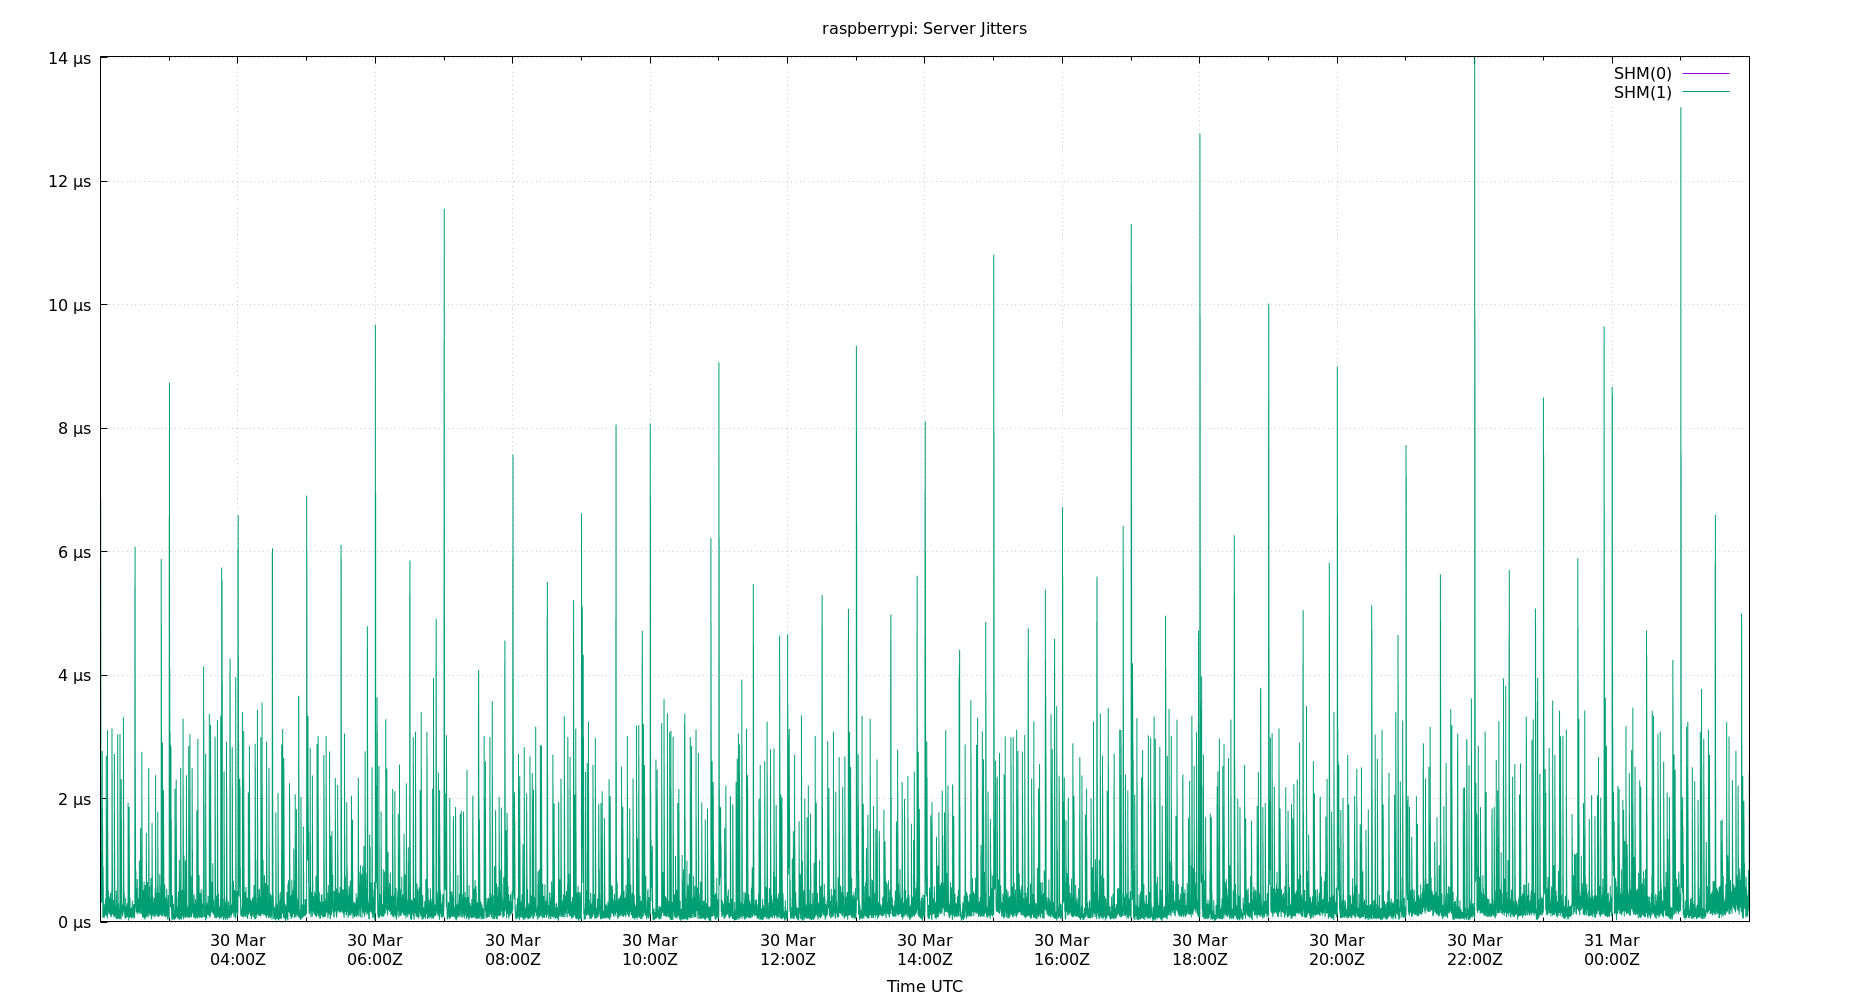 raspberrypi: Server Jitters
14 µs
12 µs
10 µs
8 µs
6 µs
4 µs
2 µs
0 µs
SHM(0)
SHM(1)
30 Mar 30 Mar 30 Mar 30 Mar 30 Mar 30 Mar 30 Mar 30 Mar 30 Mar 30 Mar 31 Mar
04:00Z 06:00Z 08:00Z 10:00Z 12:00Z 14:00Z 16:00Z 18:00Z 20:00Z 22:00Z 00:00Z
Time UTC